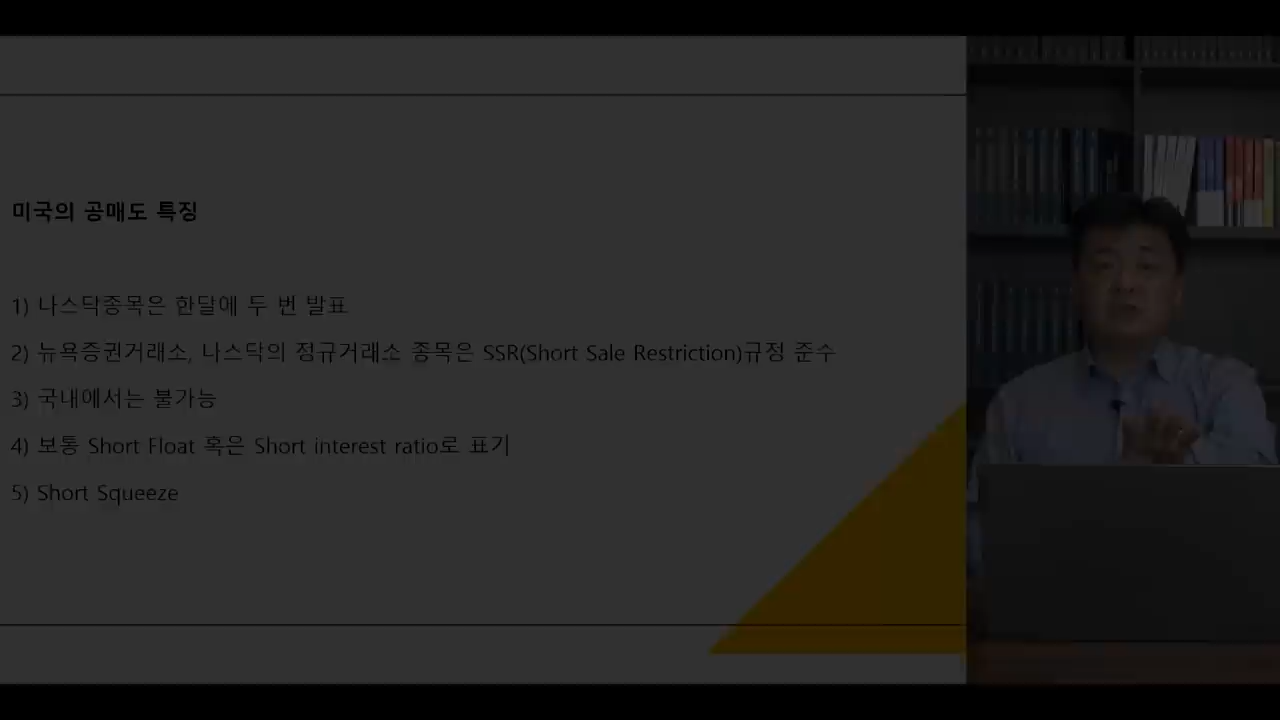 미국의 공매도 특징
1) 나스닥종목은 한달에 두 번 발표
2) 뉴욕증권거래소, 나스닥의 정규거래소 종목은 SSR(Short Sale Restriction)규정 준수
3) 국내에서는 불가능
4) 보통 Short Float 혹은 Short interest ratio로 표기
5) Short Squeeze